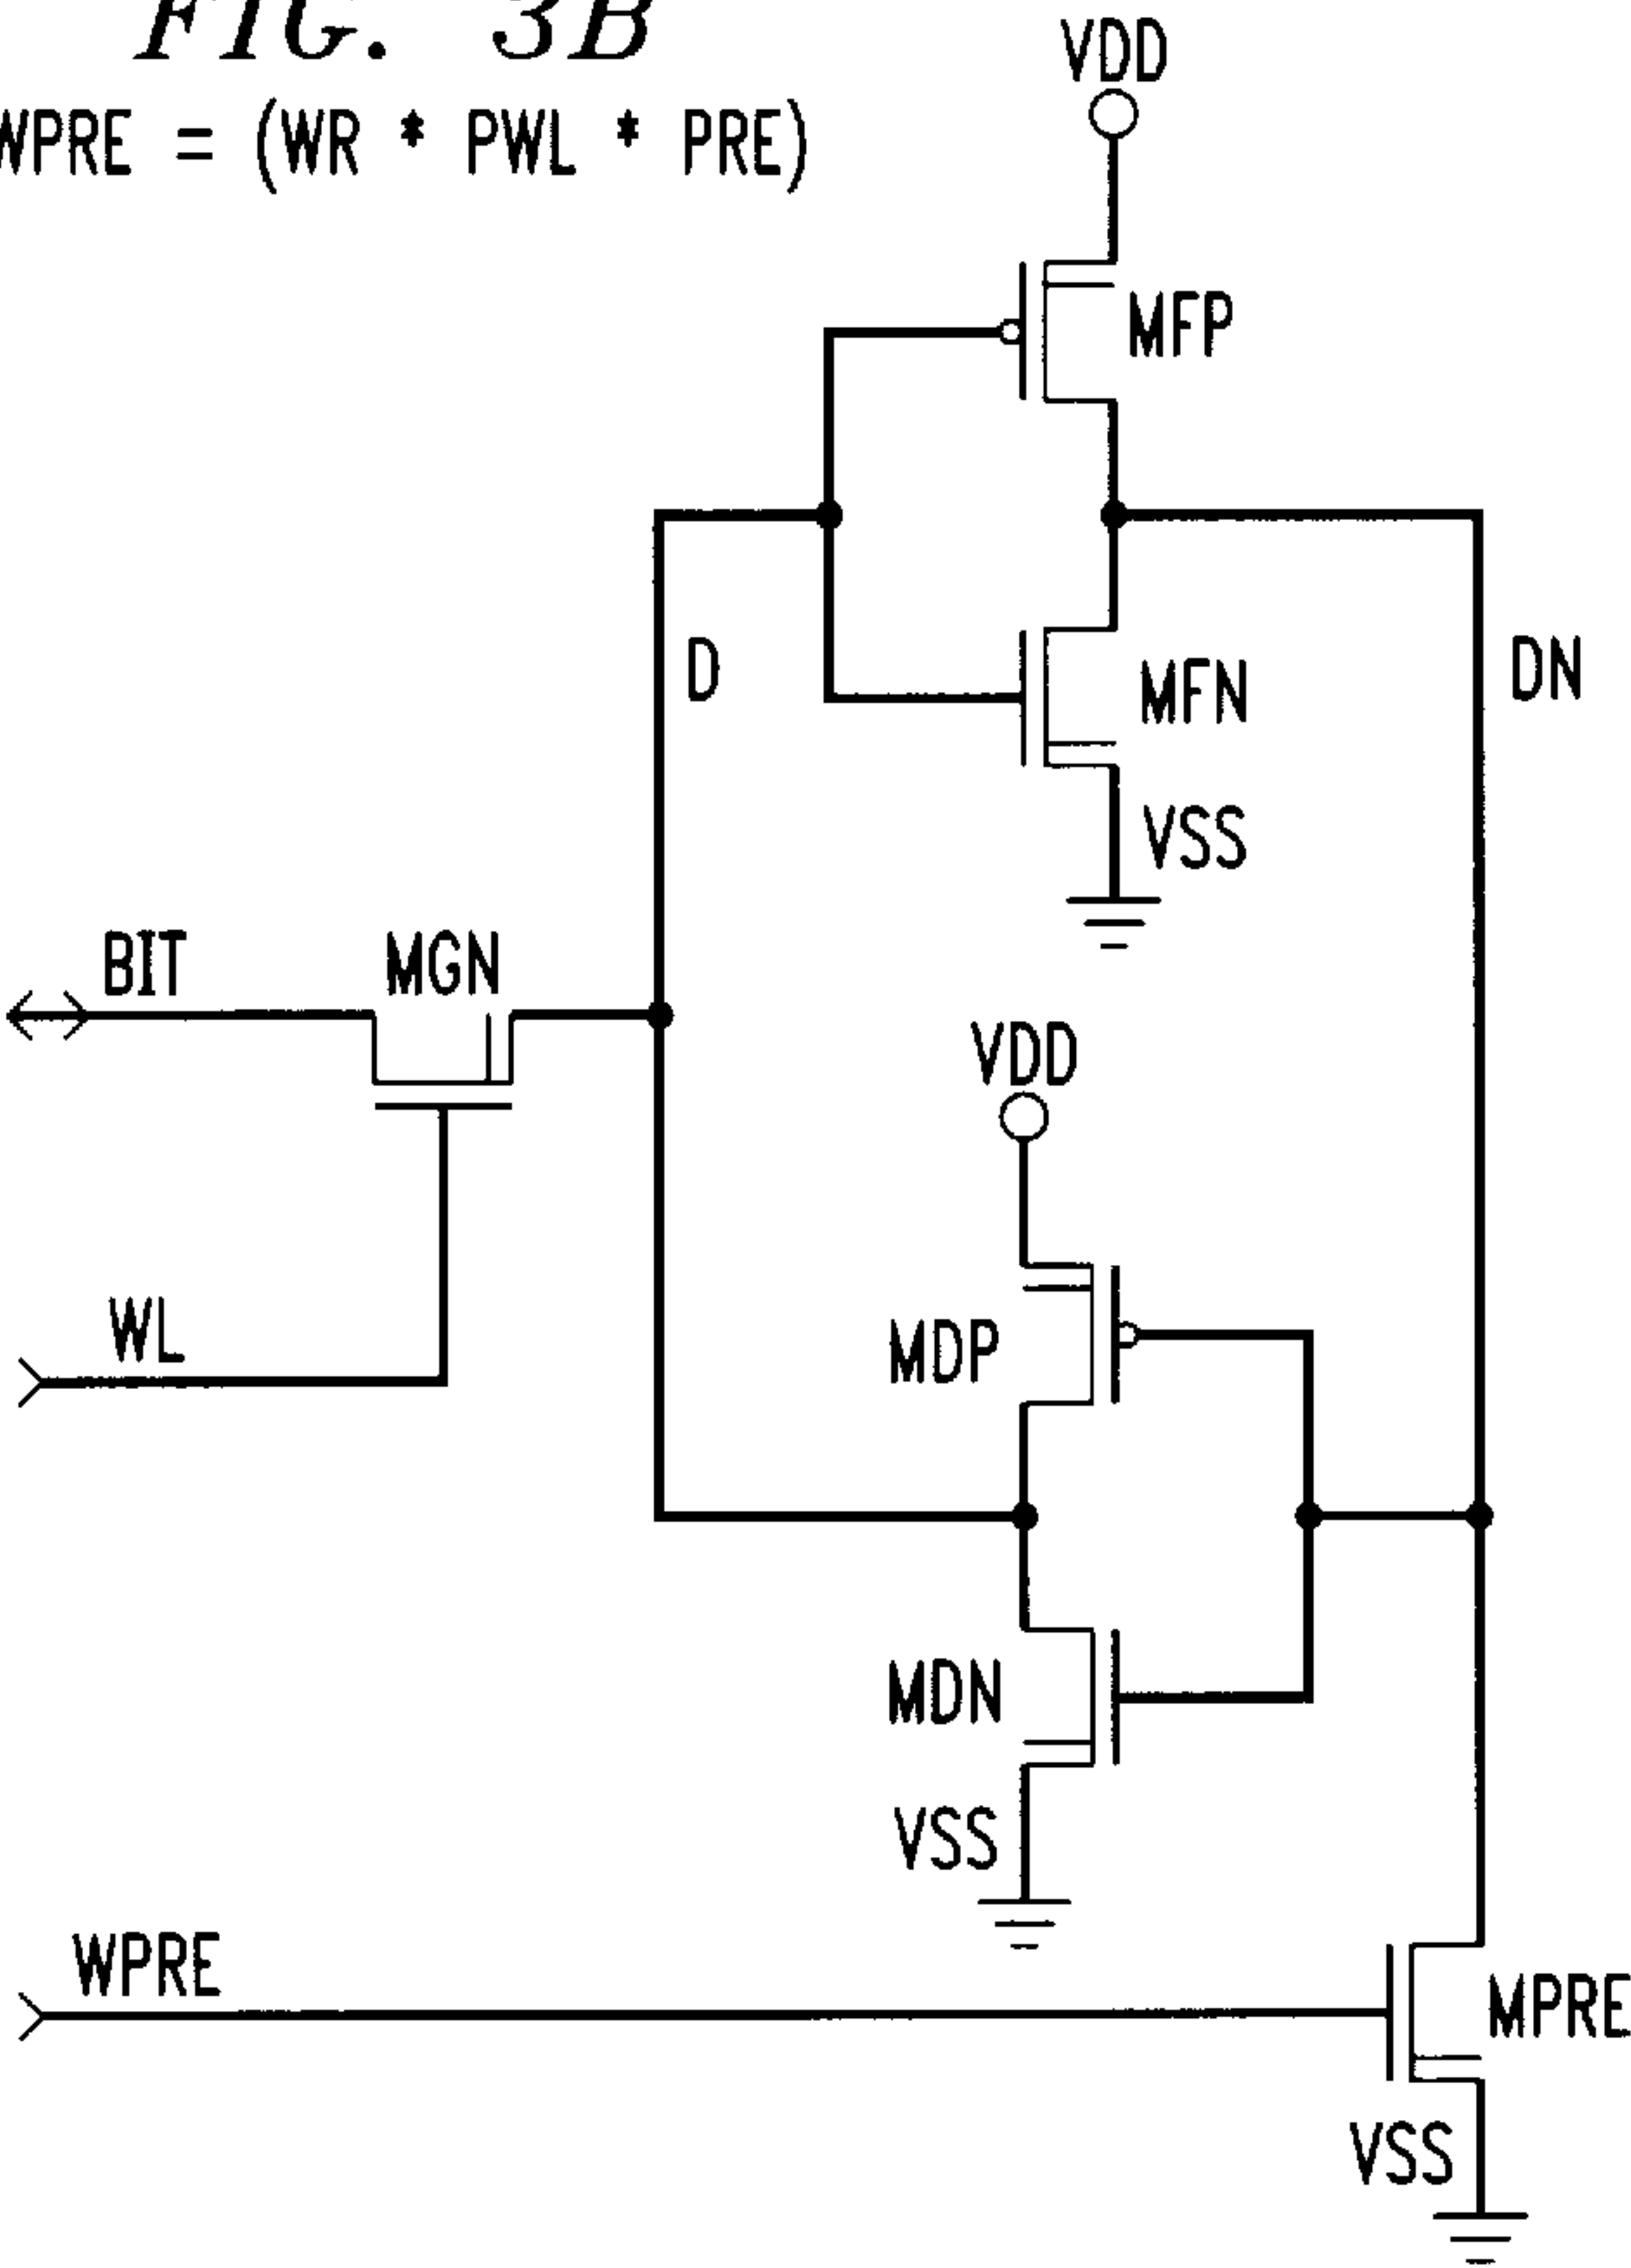 FIG. 3B
WPRE = (WR * PWL * PRE)
VDD
MFP
D
MFN
DN
VSS
BIT
MGN
VDD
WL
MDP
MDN
VSS
WPRE
MPRE
VSS